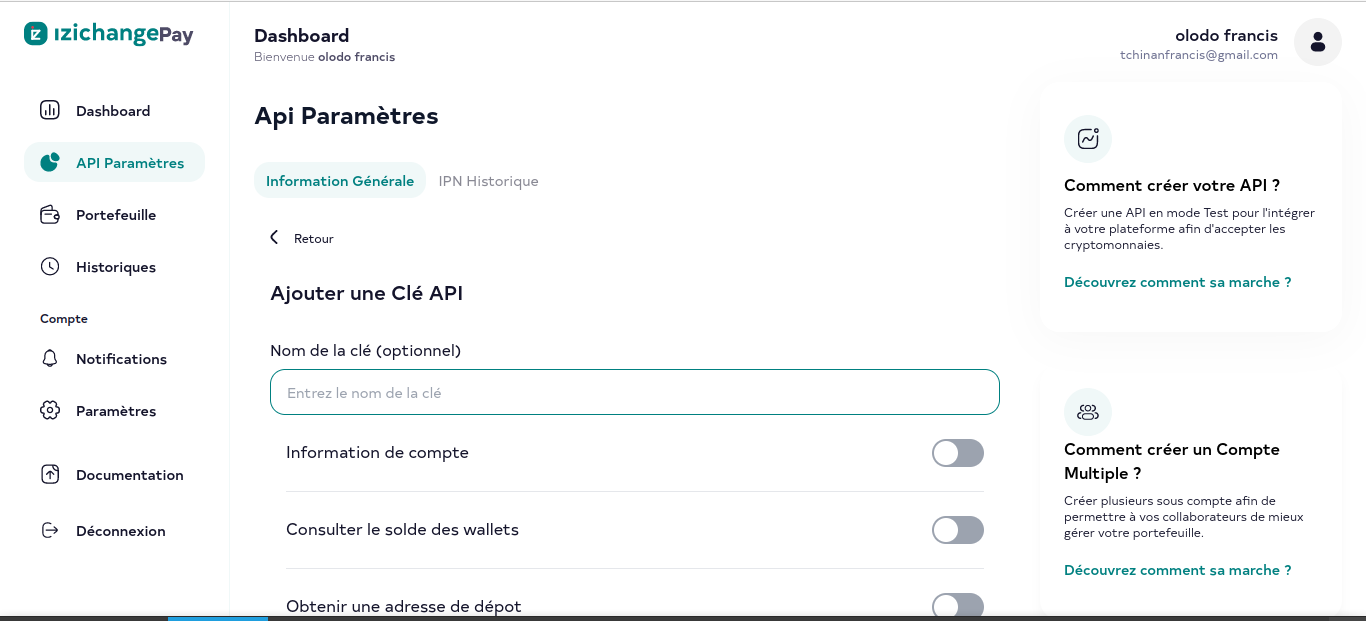 ızichangePay
Dashboard
API Paramètres
Portefeuille
Historiques
Compte
Notifications
Paramètres
Documentation
Déconnexion
Dashboard
Bienvenue olodo francis
olodo francis
tchinanfrancis@gmail.com
Api Paramètres
Information Générale
IPN Historique
Retour
Ajouter une Clé API
Nom de la clé (optionnel)
Entrez le nom de la clé
Information de compte
Consulter le solde des wallets
Obtenir une adresse de dépot
Comment créer votre API ?
Créer une API en mode Test pour l'intégrer
à votre plateforme afin d'accepter les
cryptomonnaies.
Découvrez comment sa marche ?
Comment créer un Compte
Multiple ?
Créer plusieurs sous compte afin de
permettre à vos collaborateurs de mieux
gérer votre portefeuille.
Découvrez comment sa marche ?